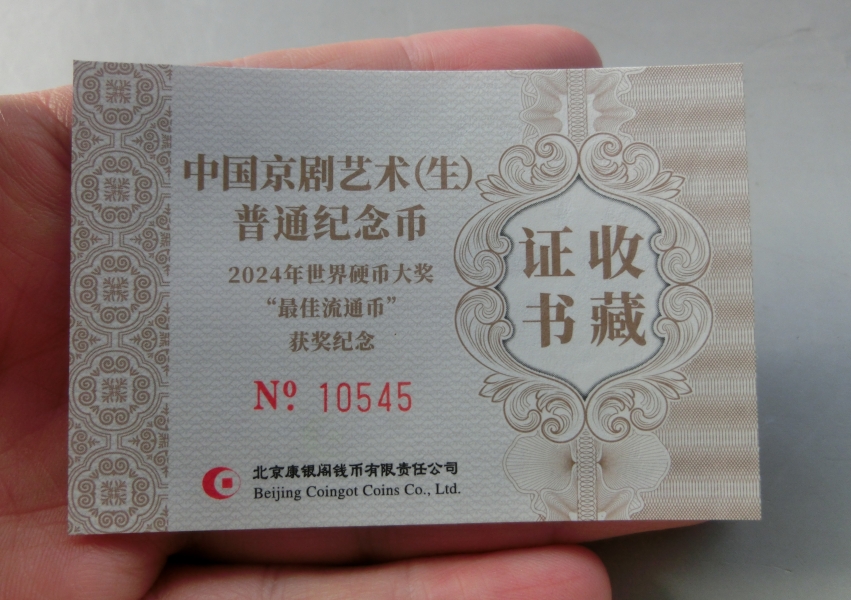 中国京剧艺术(生)
普通纪念币
2024年世界硬币大奖
“最佳流通币”
获奖纪念
Nº 10545
北京康银阁钱币有限责任公司
Beijing Coingot Coins Co., Ltd.
收藏
证书